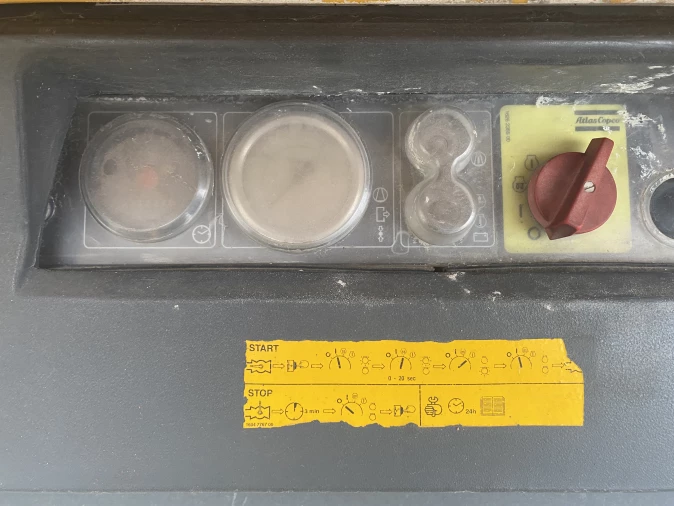 Atlas Copco
START
0 - 20 sec
STOP
3 min
24h